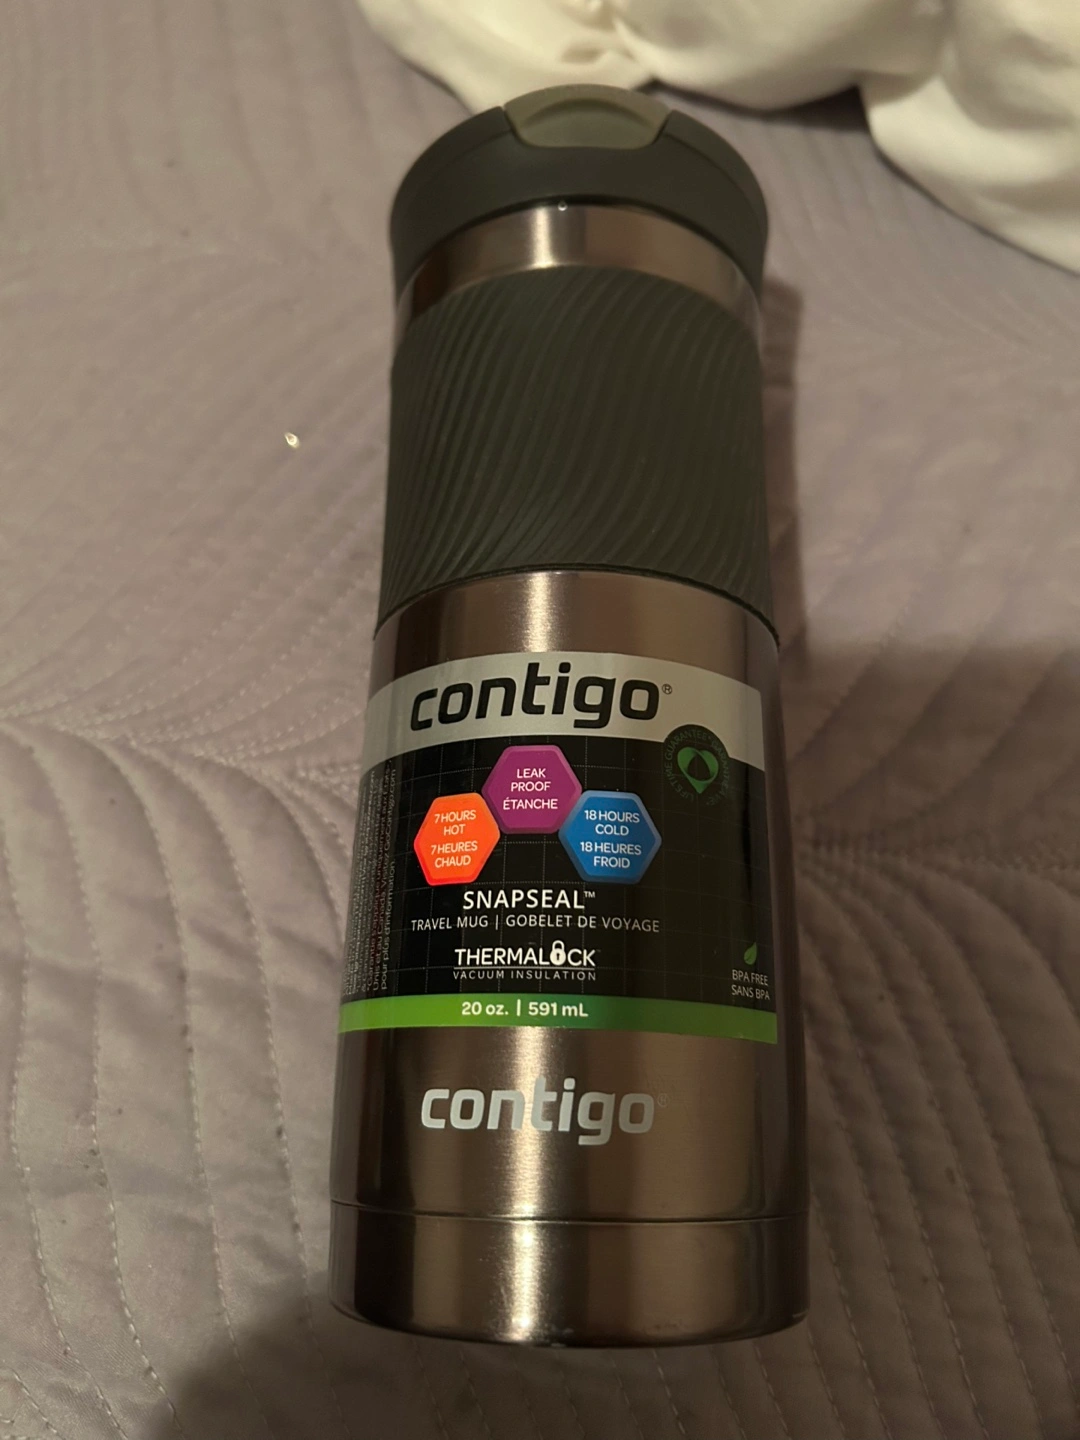 contigo®
LEAK
PROOF
ÉTANCHE
7 HOURS
HOT
7 HEURES
CHAUD
18 HOURS
COLD
18 HEURES
FROID
SNAPSEAL™
TRAVEL MUG | GOBELET DE VOYAGE
THERMALOCK
VACUUM INSULATION
BPA FREE
SANS BPA
20 oz. | 591 mL
contigo®